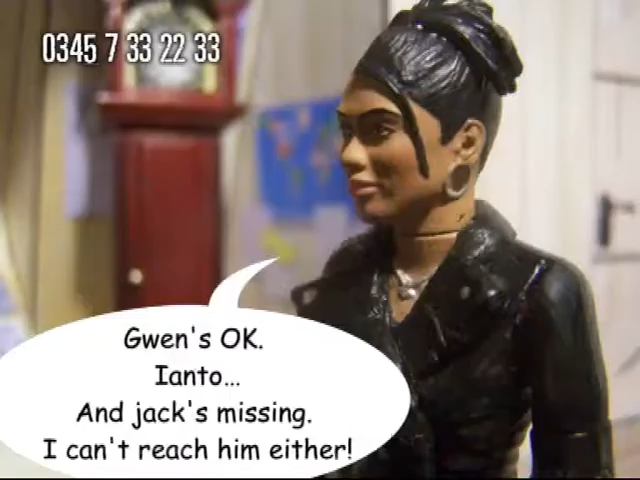 0345 7 33 22 33
Gwen's OK.
Ianto...
And jack's missing.
I can't reach him either!